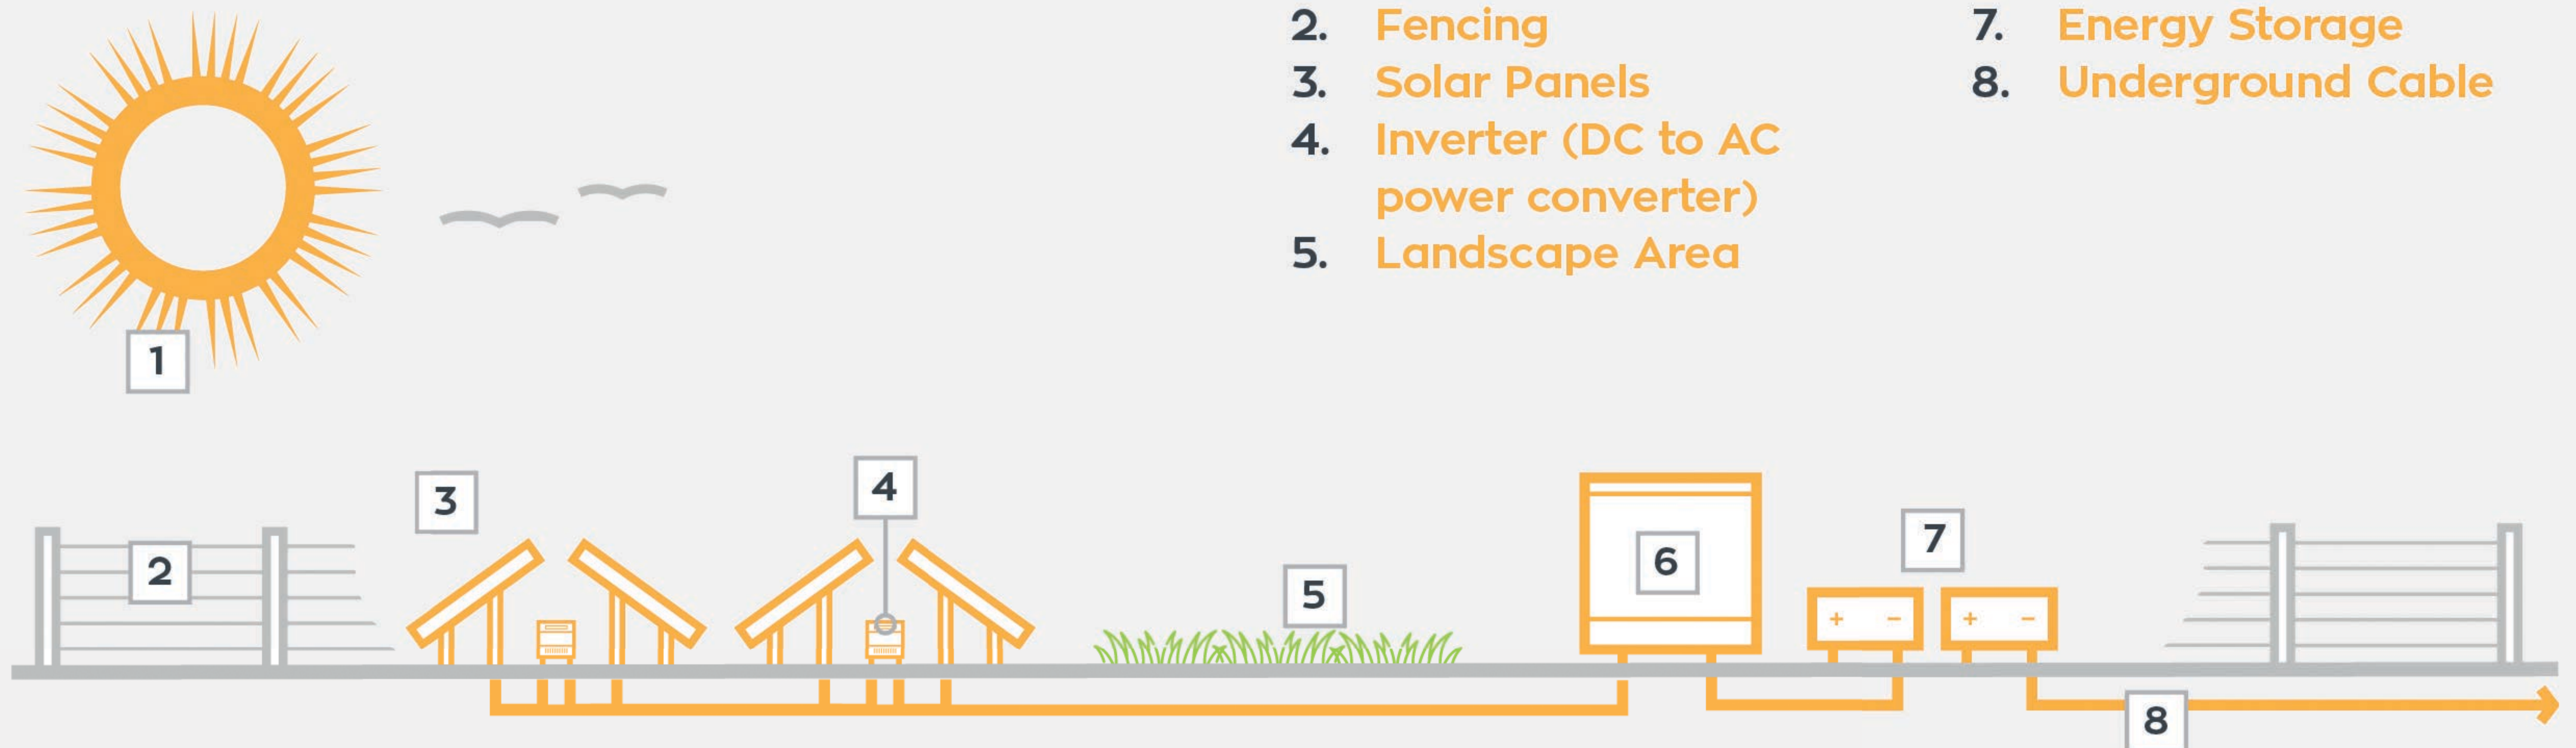 2. Fencing
3. Solar Panels
4. Inverter (DC to AC
power converter)
5. Landscape Area
7. Energy Storage
8. Underground Cable
1
2
3
4
5
6
7
+ -
+ -
8